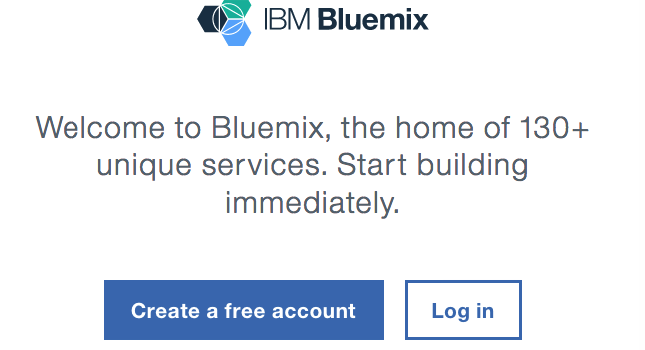 IBM Bluemix
Welcome to Bluemix, the home of 130+
unique services. Start building
immediately.
Create a free account
Log in